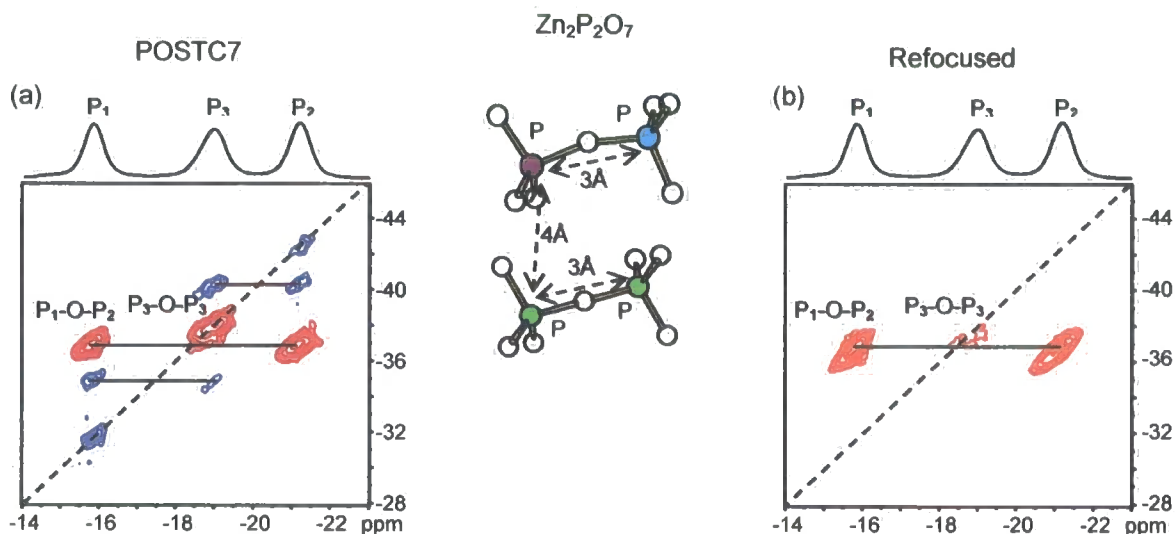 Zn₂P₂O₇
POSTC7
Refocused
(a)
P₁ P₃ P₂
-44
-40
-36
-32
-28
P₁-O-P₂ P₃-O-P₃
-14 -16 -18 -20 -22 ppm
P P
3Å
4Å
3Å
P P
(b)
P₁ P₃ P₂
-44
-40
-36
-32
-28
P₁-O-P₂ P₃-O-P₃
-14 -16 -18 -20 -22 ppm